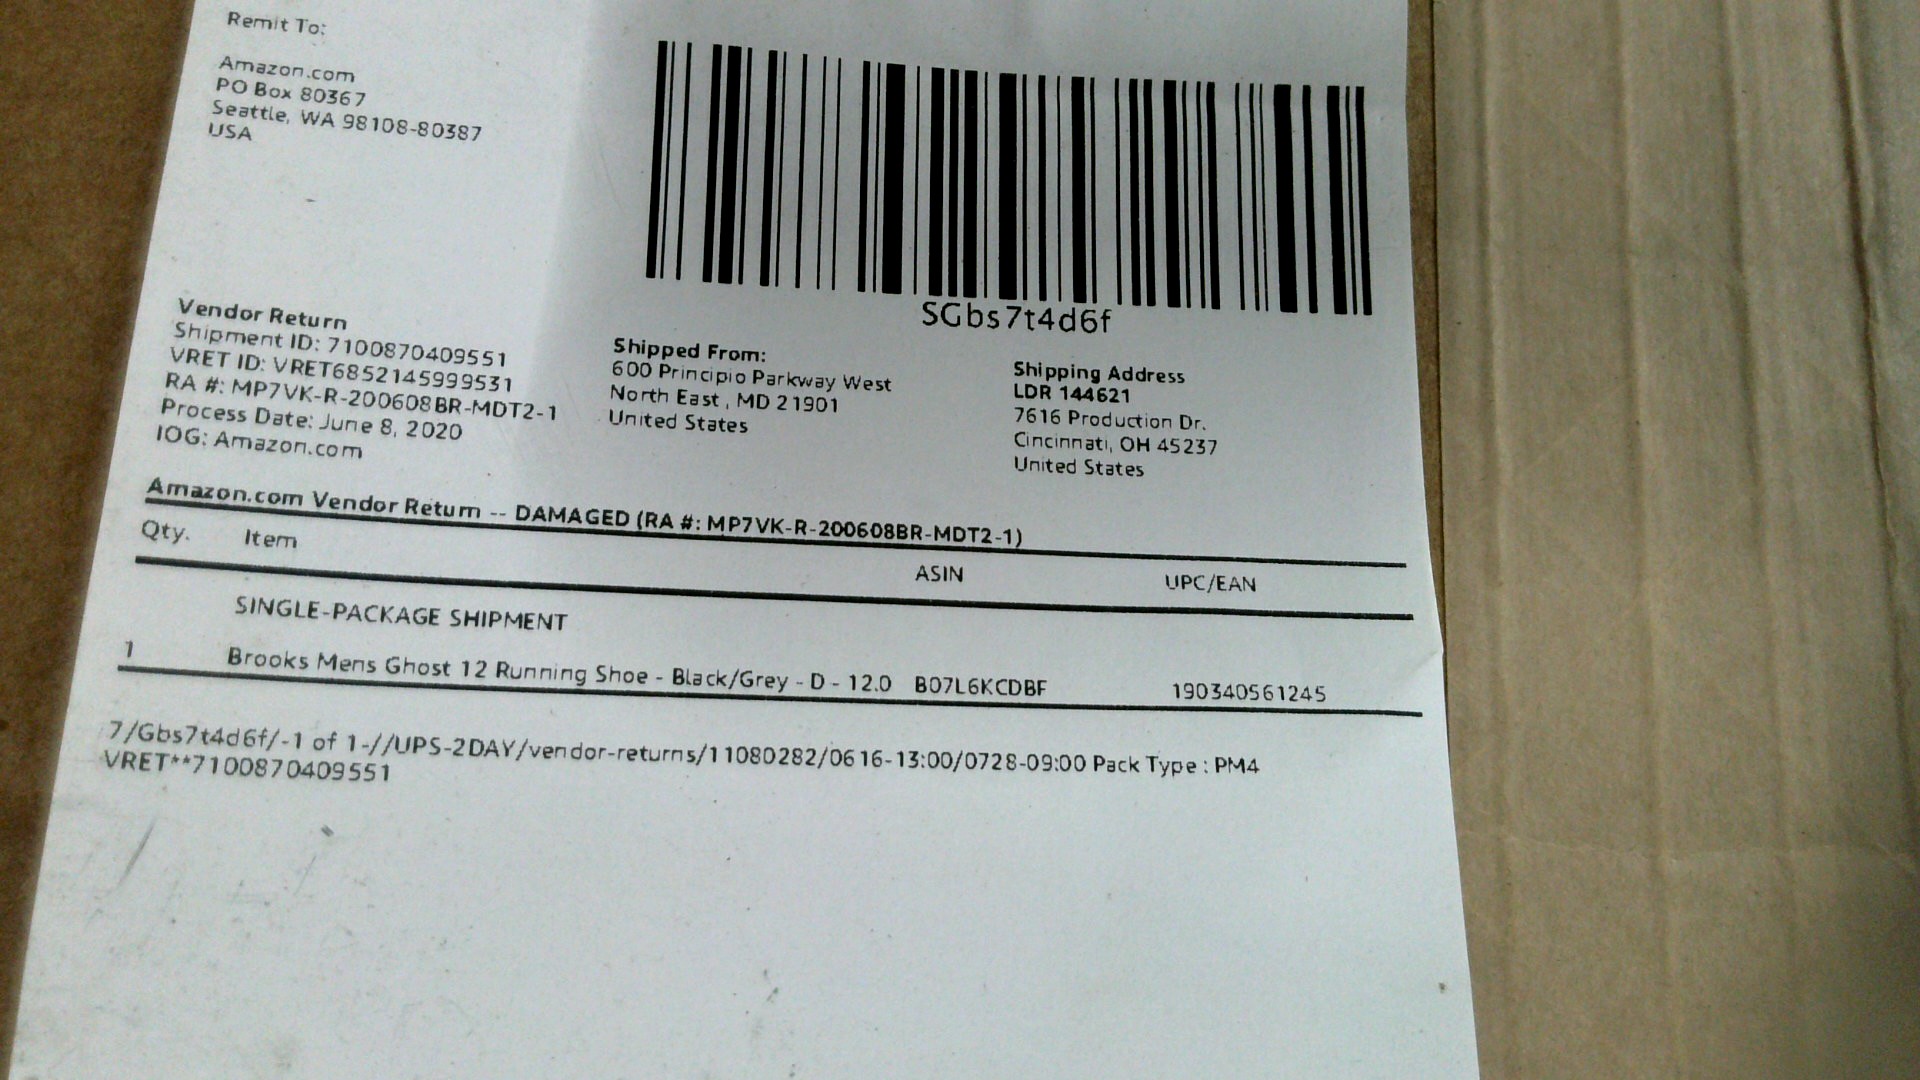 Remit To:
Amazon.com
PO Box 80367
Seattle, WA 98108-80387
USA
SGbs7t4d6f
Vendor Return
Shipment ID: 7100870409551
VRET ID: VRET6852145999531
RA #: MP7VK-R-200608BR-MDT2-1
Process Date: June 8, 2020
IOG: Amazon.com
Shipped From:
600 Principio Parkway West
North East , MD 21901
United States
Shipping Address
LDR 144621
7616 Production Dr.
Cincinnati, OH 45237
United States
Amazon.com Vendor Return -- DAMAGED (RA #: MP7VK-R-200608BR-MDT2-1)
Qty. Item ASIN UPC/EAN
SINGLE-PACKAGE SHIPMENT
1 Brooks Mens Ghost 12 Running Shoe - Black/Grey - D - 12.0 B07L6KCDBF 190340561245
7/Gbs7t4d6f/-1 of 1-//UPS-2DAY/vendor-returns/11080282/0616-13:00/0728-09:00 Pack Type : PM4
VRET**7100870409551